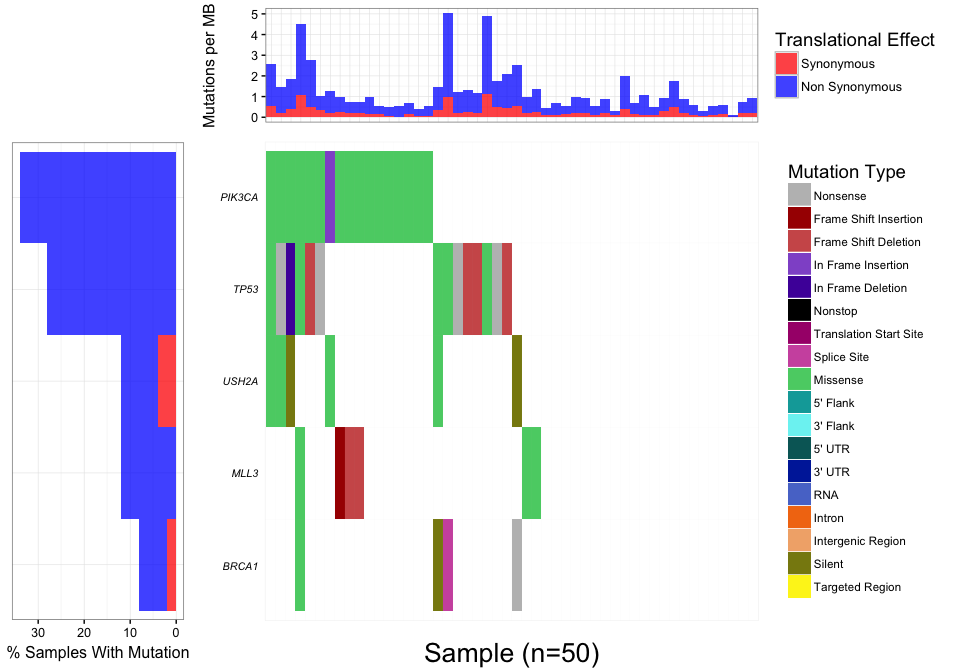 Mutations per MB
5
4
3
2
1
0
Translational Effect
Synonymous
Non Synonymous
PIK3CA
TP53
USH2A
MLL3
BRCA1
30 20 10 0
% Samples With Mutation
Sample (n=50)
Mutation Type
Nonsense
Frame Shift Insertion
Frame Shift Deletion
In Frame Insertion
In Frame Deletion
Nonstop
Translation Start Site
Splice Site
Missense
5' Flank
3' Flank
5' UTR
3' UTR
RNA
Intron
Intergenic Region
Silent
Targeted Region